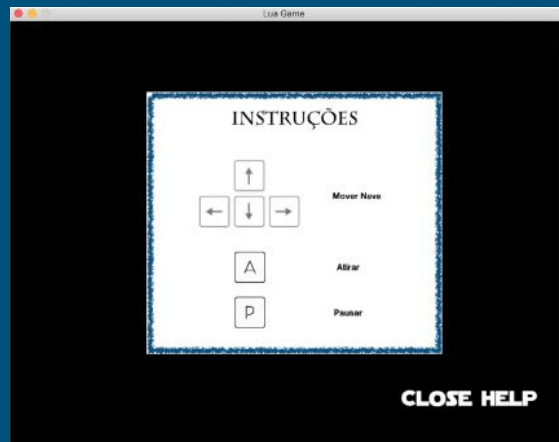 Lua Game
INSTRUÇÕES
↑
← ↓ → Mover Nave
A Atirar
P Pausar
CLOSE HELP